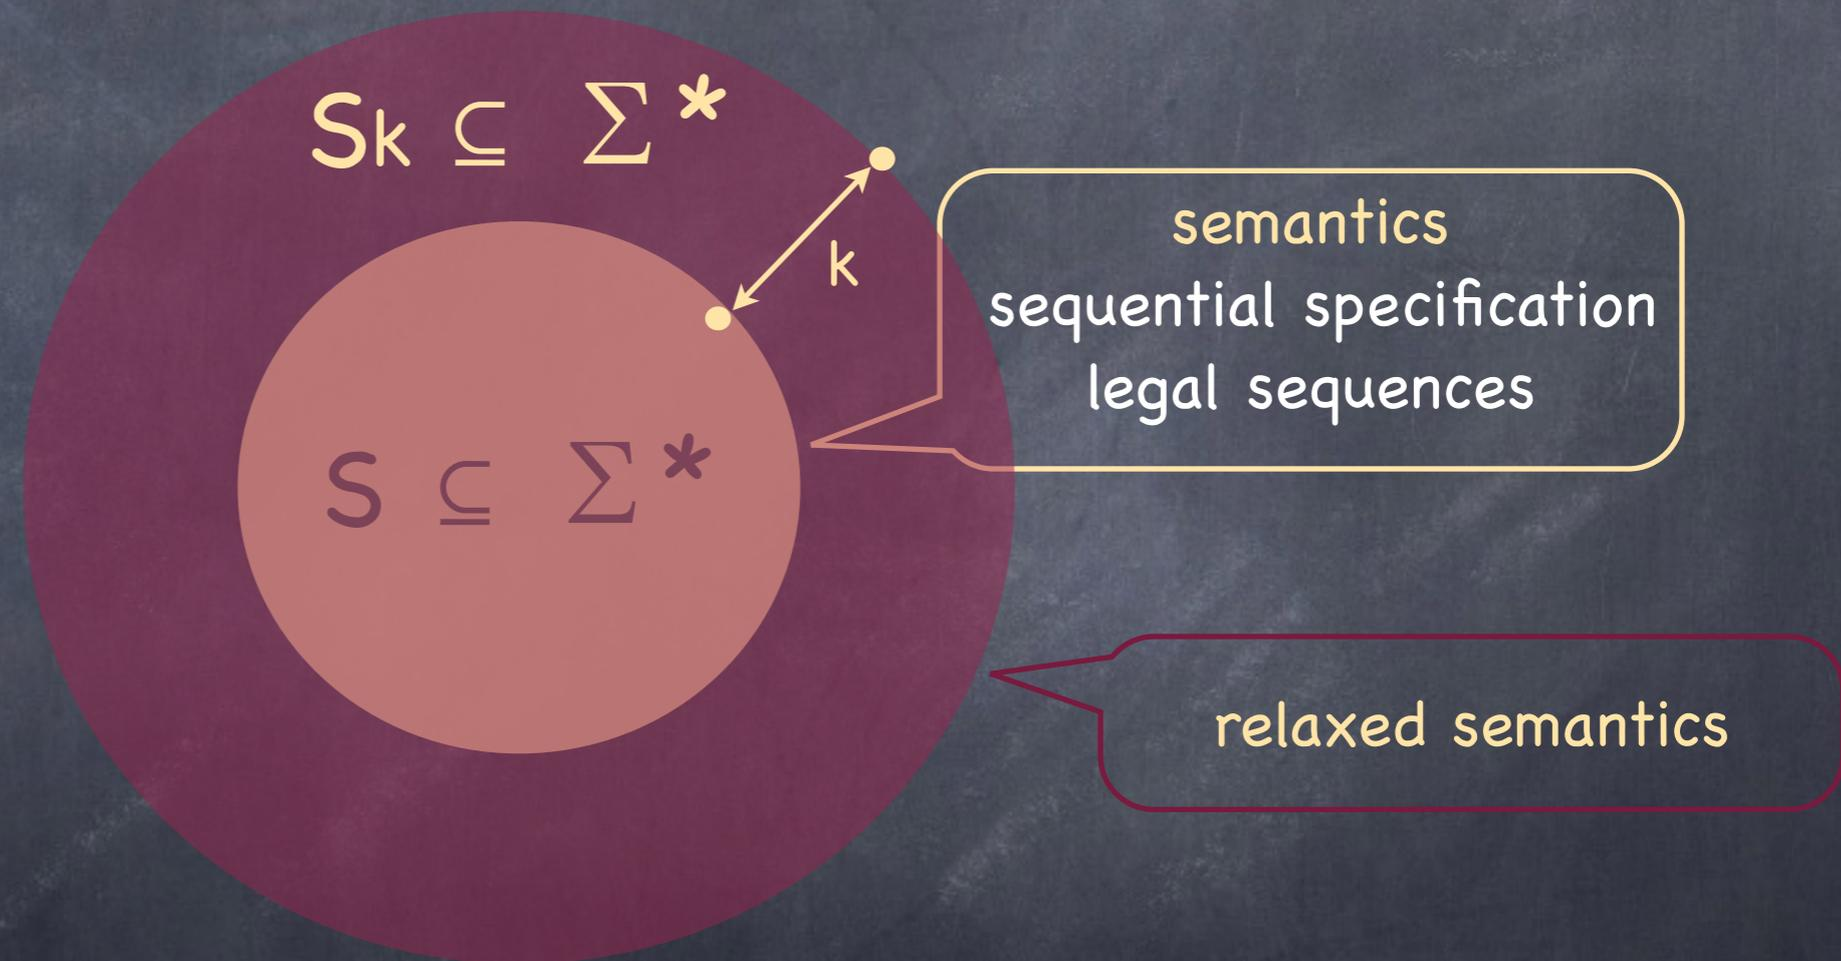 Sk ⊆ Σ*
k
semantics
sequential specification
legal sequences
S ⊆ Σ*
relaxed semantics